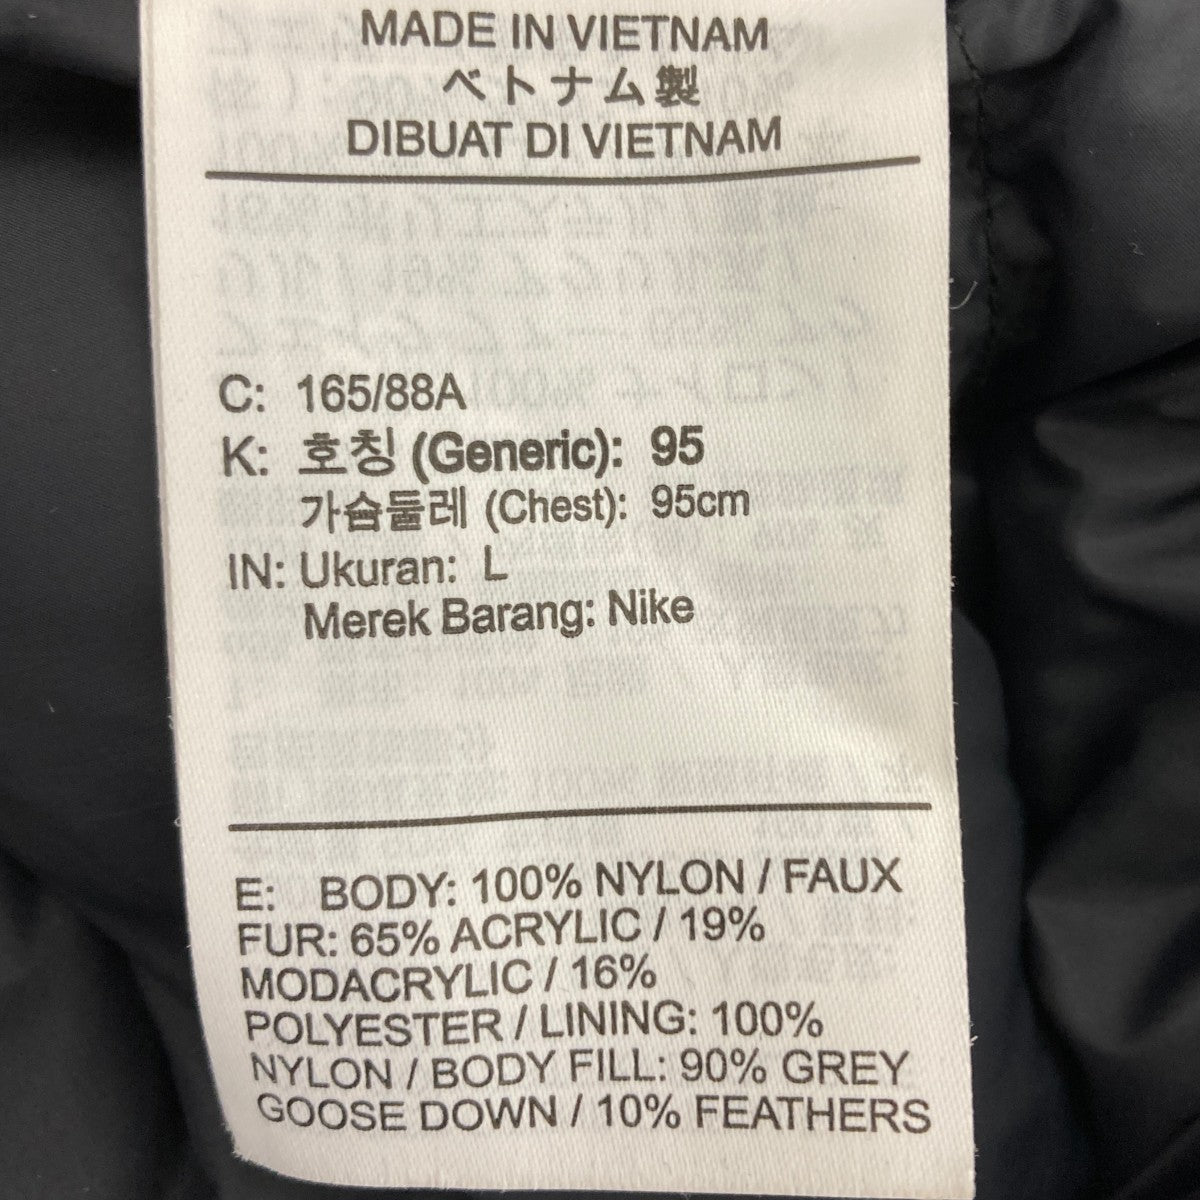 MADE IN VIETNAM
ベトナム製
DIBUAT DI VIETNAM
C: 165/88A
K: 호칭 (Generic): 95
가슴둘레 (Chest): 95cm
IN: Ukuran: L
Merek Barang: Nike
E: BODY: 100% NYLON / FAUX
FUR: 65% ACRYLIC / 19%
MODACRYLIC / 16%
POLYESTER / LINING: 100%
NYLON / BODY FILL: 90% GREY
GOOSE DOWN / 10% FEATHERS